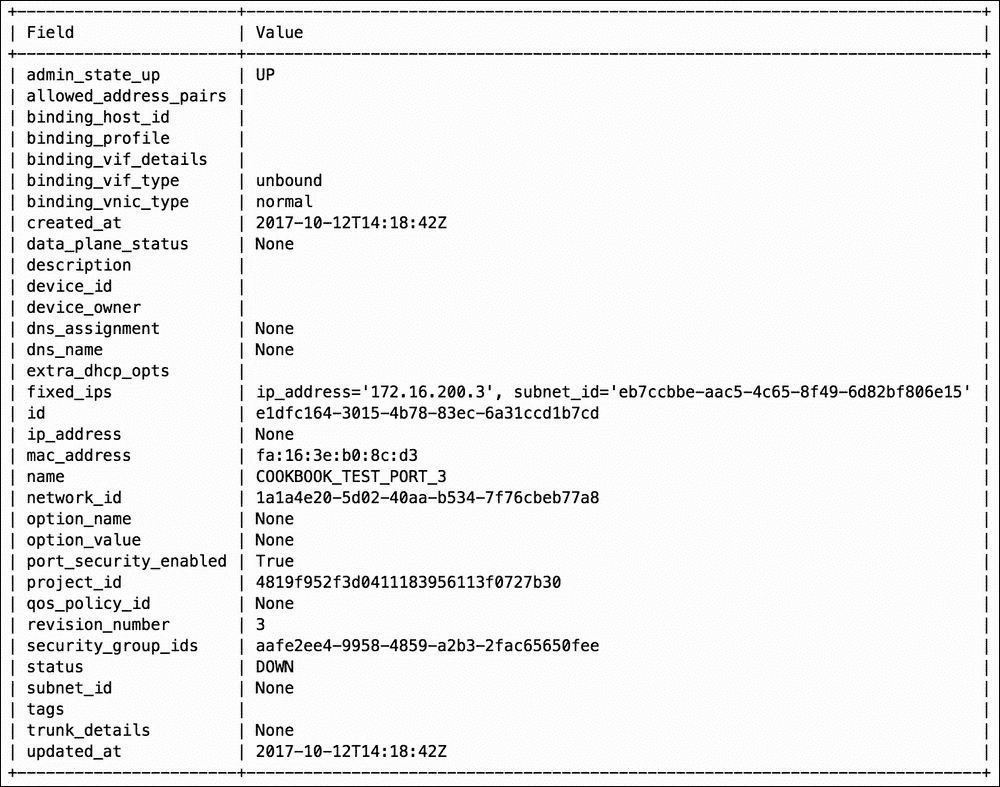 +-----------------------+-------------------------------------------------------------------------------+
| Field                 | Value                                                                         |
+-----------------------+-------------------------------------------------------------------------------+
| admin_state_up        | UP                                                                            |
| allowed_address_pairs |                                                                               |
| binding_host_id       |                                                                               |
| binding_profile       |                                                                               |
| binding_vif_details   |                                                                               |
| binding_vif_type      | unbound                                                                       |
| binding_vnic_type     | normal                                                                        |
| created_at            | 2017-10-12T14:18:42Z                                                          |
| data_plane_status     | None                                                                          |
| description           |                                                                               |
| device_id             |                                                                               |
| device_owner          |                                                                               |
| dns_assignment        | None                                                                          |
| dns_name              | None                                                                          |
| extra_dhcp_opts       |                                                                               |
| fixed_ips             | ip_address='172.16.200.3', subnet_id='eb7ccbbe-aac5-4c65-8f49-6d82bf806e15' |
| id                    | e1dfc164-3015-4b78-83ec-6a31ccd1b7cd                                          |
| ip_address            | None                                                                          |
| mac_address           | fa:16:3e:b0:8c:d3                                                             |
| name                  | COOKBOOK_TEST_PORT_3                                                          |
| network_id            | 1a1a4e20-5d02-40aa-b534-7f76cbeb77a8                                          |
| option_name           | None                                                                          |
| option_value          | None                                                                          |
| port_security_enabled | True                                                                          |
| project_id            | 4819f952f3d0411183956113f0727b30                                              |
| qos_policy_id         | None                                                                          |
| revision_number       | 3                                                                             |
| security_group_ids    | aafe2ee4-9958-4859-a2b3-2fac65650fee                                          |
| status                | DOWN                                                                          |
| subnet_id             | None                                                                          |
| tags                  |                                                                               |
| trunk_details         | None                                                                          |
| updated_at            | 2017-10-12T14:18:42Z                                                          |
+-----------------------+-------------------------------------------------------------------------------+